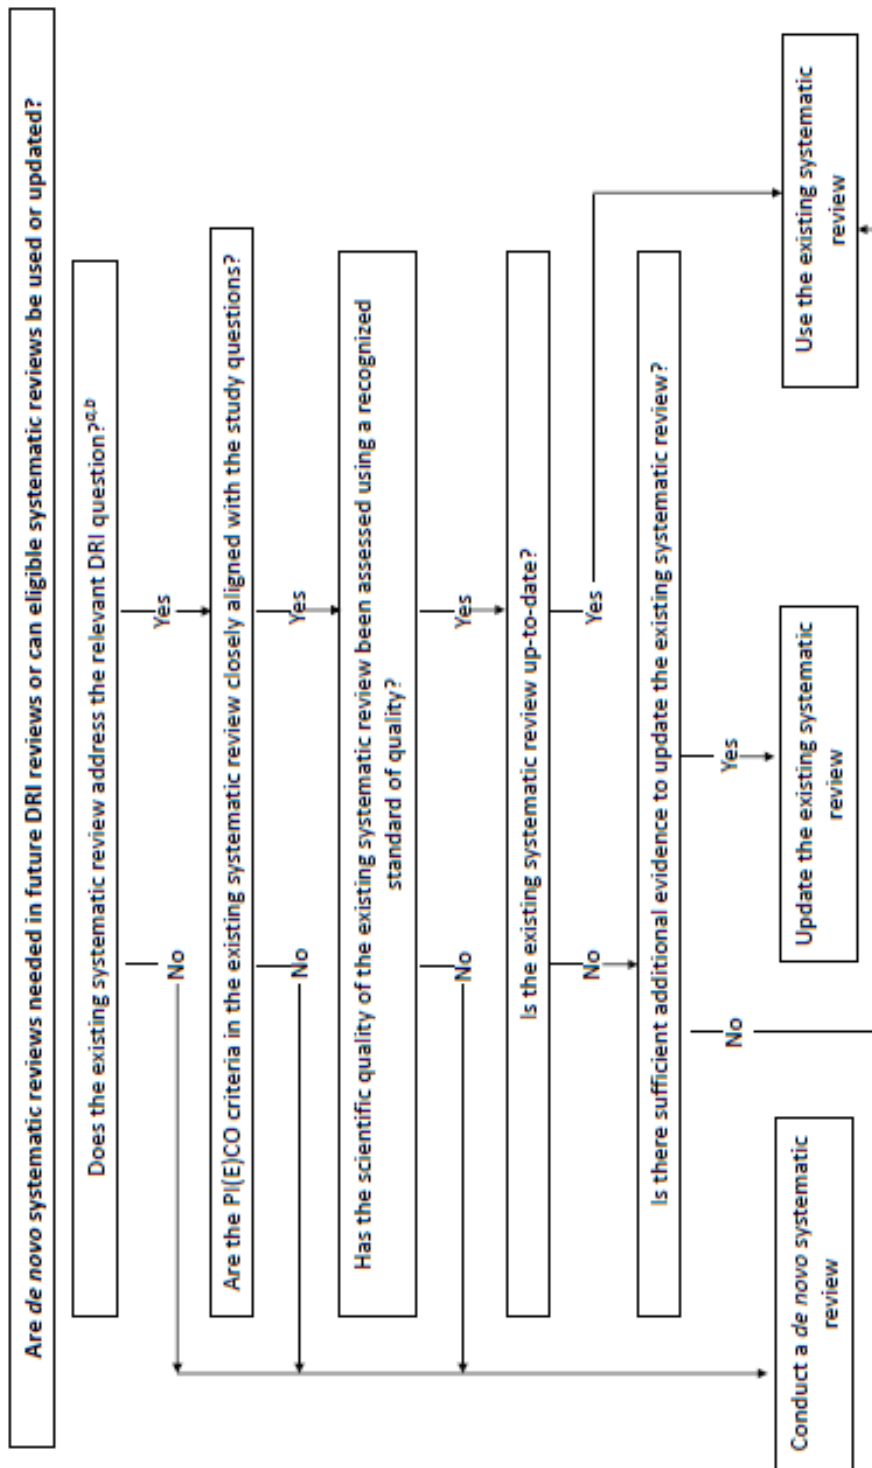 Are de novo systematic reviews needed in future DRI reviews or can eligible systematic reviews be used or updated?
Does the existing systematic review address the relevant DRI question?a,b
No
Yes
Are the PI(E)CO criteria in the existing systematic review closely aligned with the study questions?
No
Yes
Has the scientific quality of the existing systematic review been assessed using a recognized
standard of quality?
No
Yes
Is the existing systematic review up-to-date?
No
Yes
Is there sufficient additional evidence to update the existing systematic review?
No
Yes
Conduct a de novo systematic
review
Update the existing systematic
review
Use the existing systematic
review